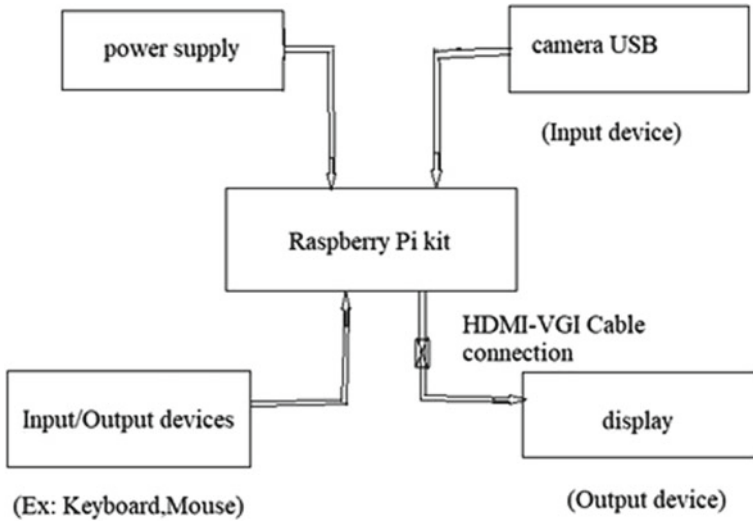 power supply
camera USB
(Input device)
Raspberry Pi kit
HDMI-VGI Cable
connection
Input/Output devices
display
(Ex: Keyboard,Mouse)
(Output device)